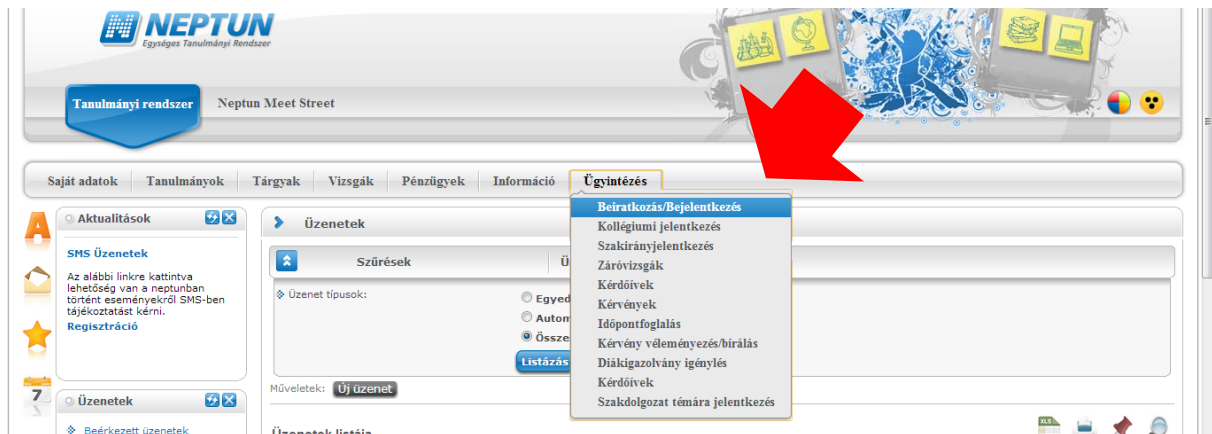 NEPTUN
Egységes Tanulmányi Rendszer
Tanulmányi rendszer
Neptun Meet Street
Saját adatok
Tanulmányok
Tárgyak
Vizsgák
Pénzügyek
Információ
Ügyintézés
Beiratkozás/Bejelentkezés
Kollégiumi jelentkezés
Szakirányjelentkezés
Záróvizsgák
Kérdőívek
Kérvények
Időpontfoglalás
Kérvény véleményezés/bírálás
Diákigazolvány igénylés
Kérdőívek
Szakdolgozat témára jelentkezés
Aktualitások
SMS Üzenetek
Az alábbi linkre kattintva
lehetőség van a neptunban
történt eseményekről SMS-ben
tájékoztatást kérni.
Regisztráció
7
Üzenetek
Beérkezett üzenetek
Üzenetek
Szűrések
Ü
Üzenet típusok:
Egyed
Autom
Össze
Listázás
Műveletek:
Új üzenet
Üzenetek listája
XLS